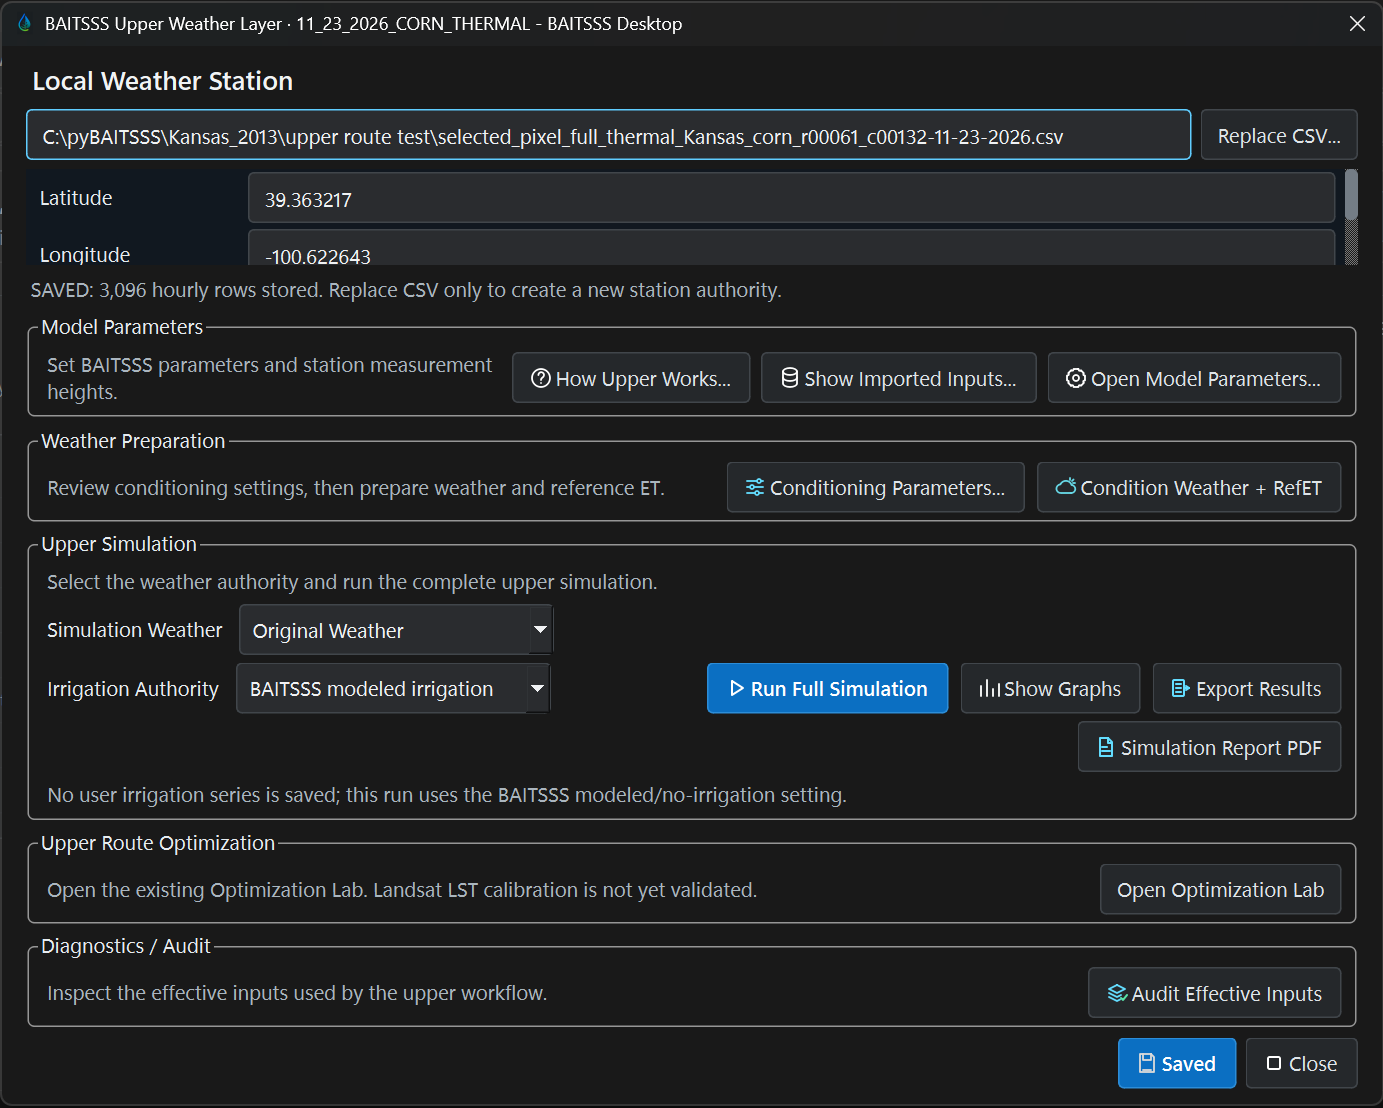 BAITSSS Upper Weather Layer · 11_23_2026_CORN_THERMAL - BAITSSS Desktop
Local Weather Station
C:\pyBAITSSS\Kansas_2013\upper route test\selected_pixel_full_thermal_Kansas_corn_r00061_c00132-11-23-2026.csv
Replace CSV...
Latitude
39.363217
Longitude
-100.622643
SAVED: 3,096 hourly rows stored. Replace CSV only to create a new station authority.
Model Parameters
Set BAITSSS parameters and station measurement
heights.
How Upper Works...
Show Imported Inputs...
Open Model Parameters...
Weather Preparation
Review conditioning settings, then prepare weather and reference ET.
Conditioning Parameters...
Condition Weather + RefET
Upper Simulation
Select the weather authority and run the complete upper simulation.
Simulation Weather
Original Weather
Irrigation Authority
BAITSSS modeled irrigation
Run Full Simulation
Show Graphs
Export Results
Simulation Report PDF
No user irrigation series is saved; this run uses the BAITSSS modeled/no-irrigation setting.
Upper Route Optimization
Open the existing Optimization Lab. Landsat LST calibration is not yet validated.
Open Optimization Lab
Diagnostics / Audit
Inspect the effective inputs used by the upper workflow.
Audit Effective Inputs
Saved
Close